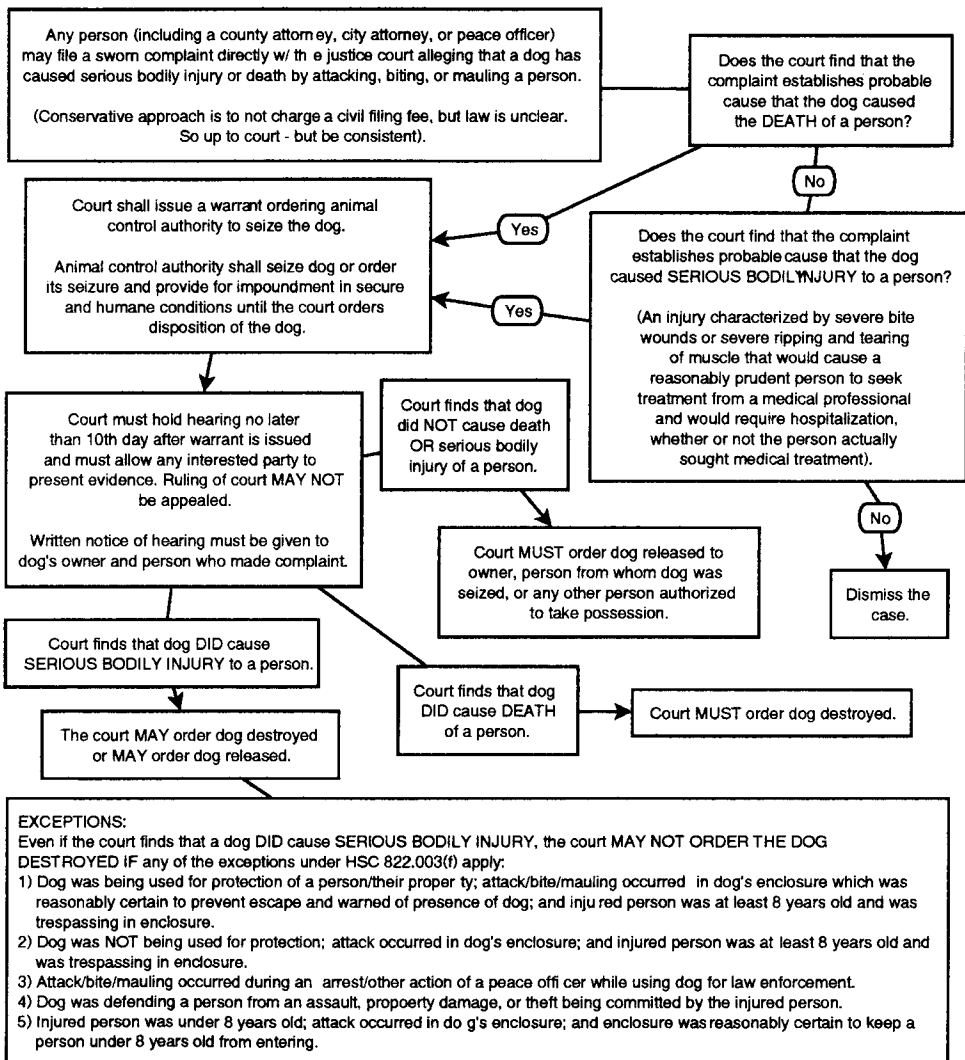 Any person (including a county attorney, city attorney, or peace officer)
may file a sworn complaint directly w/ th e justice court alleging that a dog has
caused serious bodily injury or death by attacking, biting, or mauling a person.
(Conservative approach is to not charge a civil filing fee, but law is unclear.
So up to court - but be consistent).
Does the court find that the
complaint establishes probable
cause that the dog caused
the DEATH of a person?
No
Yes
Court shall issue a warrant ordering animal
control authority to seize the dog.
Animal control authority shall seize dog or order
its seizure and provide for impoundment in secure
and humane conditions until the court orders
disposition of the dog.
Does the court find that the complaint
establishes probable cause that the dog
caused SERIOUS BODILY INJURY to a person?
(An injury characterized by severe bite
wounds or severe ripping and tearing
of muscle that would cause a
reasonably prudent person to seek
treatment from a medical professional
and would require hospitalization,
whether or not the person actually
sought medical treatment).
Yes
No
Dismiss the
case.
Court must hold hearing no later
than 10th day after warrant is issued
and must allow any interested party to
present evidence. Ruling of court MAY NOT
be appealed.
Written notice of hearing must be given to
dog's owner and person who made complaint.
Court finds that dog
did NOT cause death
OR serious bodily
injury of a person.
Court MUST order dog released to
owner, person from whom dog was
seized, or any other person authorized
to take possession.
Court finds that dog DID cause
SERIOUS BODILY INJURY to a person.
The court MAY order dog destroyed
or MAY order dog released.
Court finds that dog
DID cause DEATH
of a person.
Court MUST order dog destroyed.
EXCEPTIONS:
Even if the court finds that a dog DID cause SERIOUS BODILY INJURY, the court MAY NOT ORDER THE DOG
DESTROYED IF any of the exceptions under HSC 822.003(f) apply:
1) Dog was being used for protection of a person/their proper ty; attack/bite/mauling occurred in dog's enclosure which was
reasonably certain to prevent escape and warned of presence of dog; and inju red person was at least 8 years old and was
trespassing in enclosure.
2) Dog was NOT being used for protection; attack occurred in dog's enclosure; and injured person was at least 8 years old and
was trespassing in enclosure.
3) Attack/bite/mauling occurred during an arrest/other action of a peace offi cer while using dog for law enforcement.
4) Dog was defending a person from an assault, propoerty damage, or theft being committed by the injured person.
5) Injured person was under 8 years old; attack occurred in do g's enclosure; and enclosure was reasonably certain to keep a
person under 8 years old from entering.